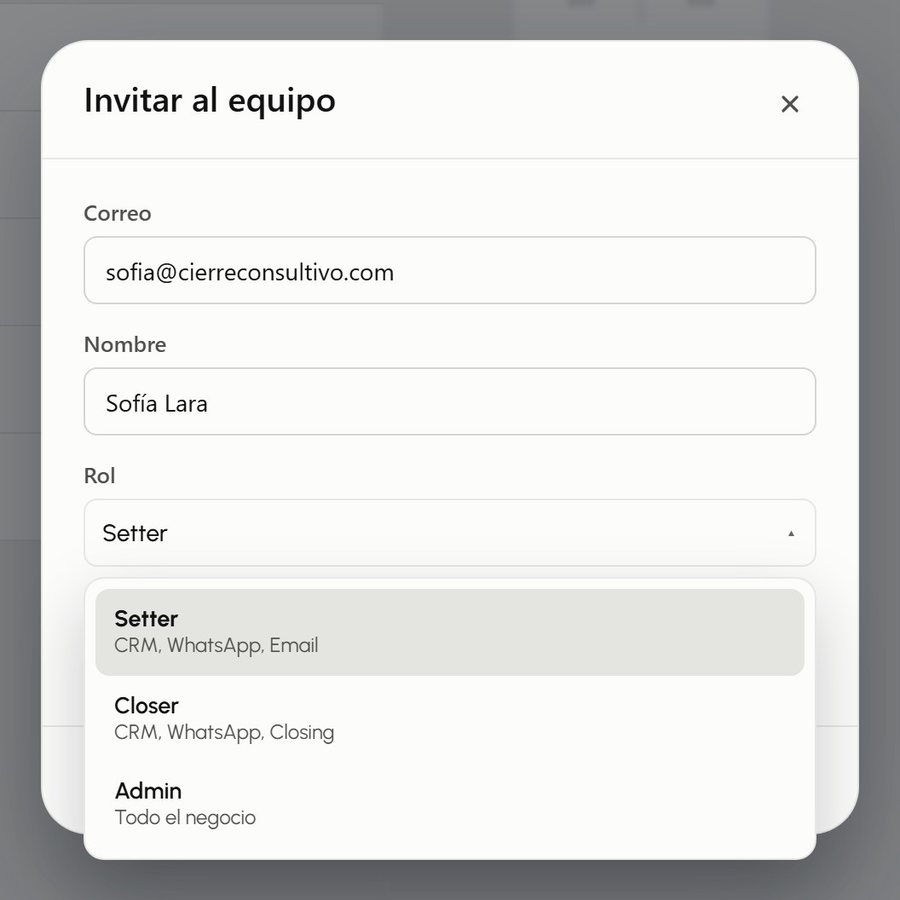 Invitar al equipo
Correo
sofia@cierreconsultivo.com
Nombre
Sofía Lara
Rol
Setter
Setter
CRM, WhatsApp, Email
Closer
CRM, WhatsApp, Closing
Admin
Todo el negocio